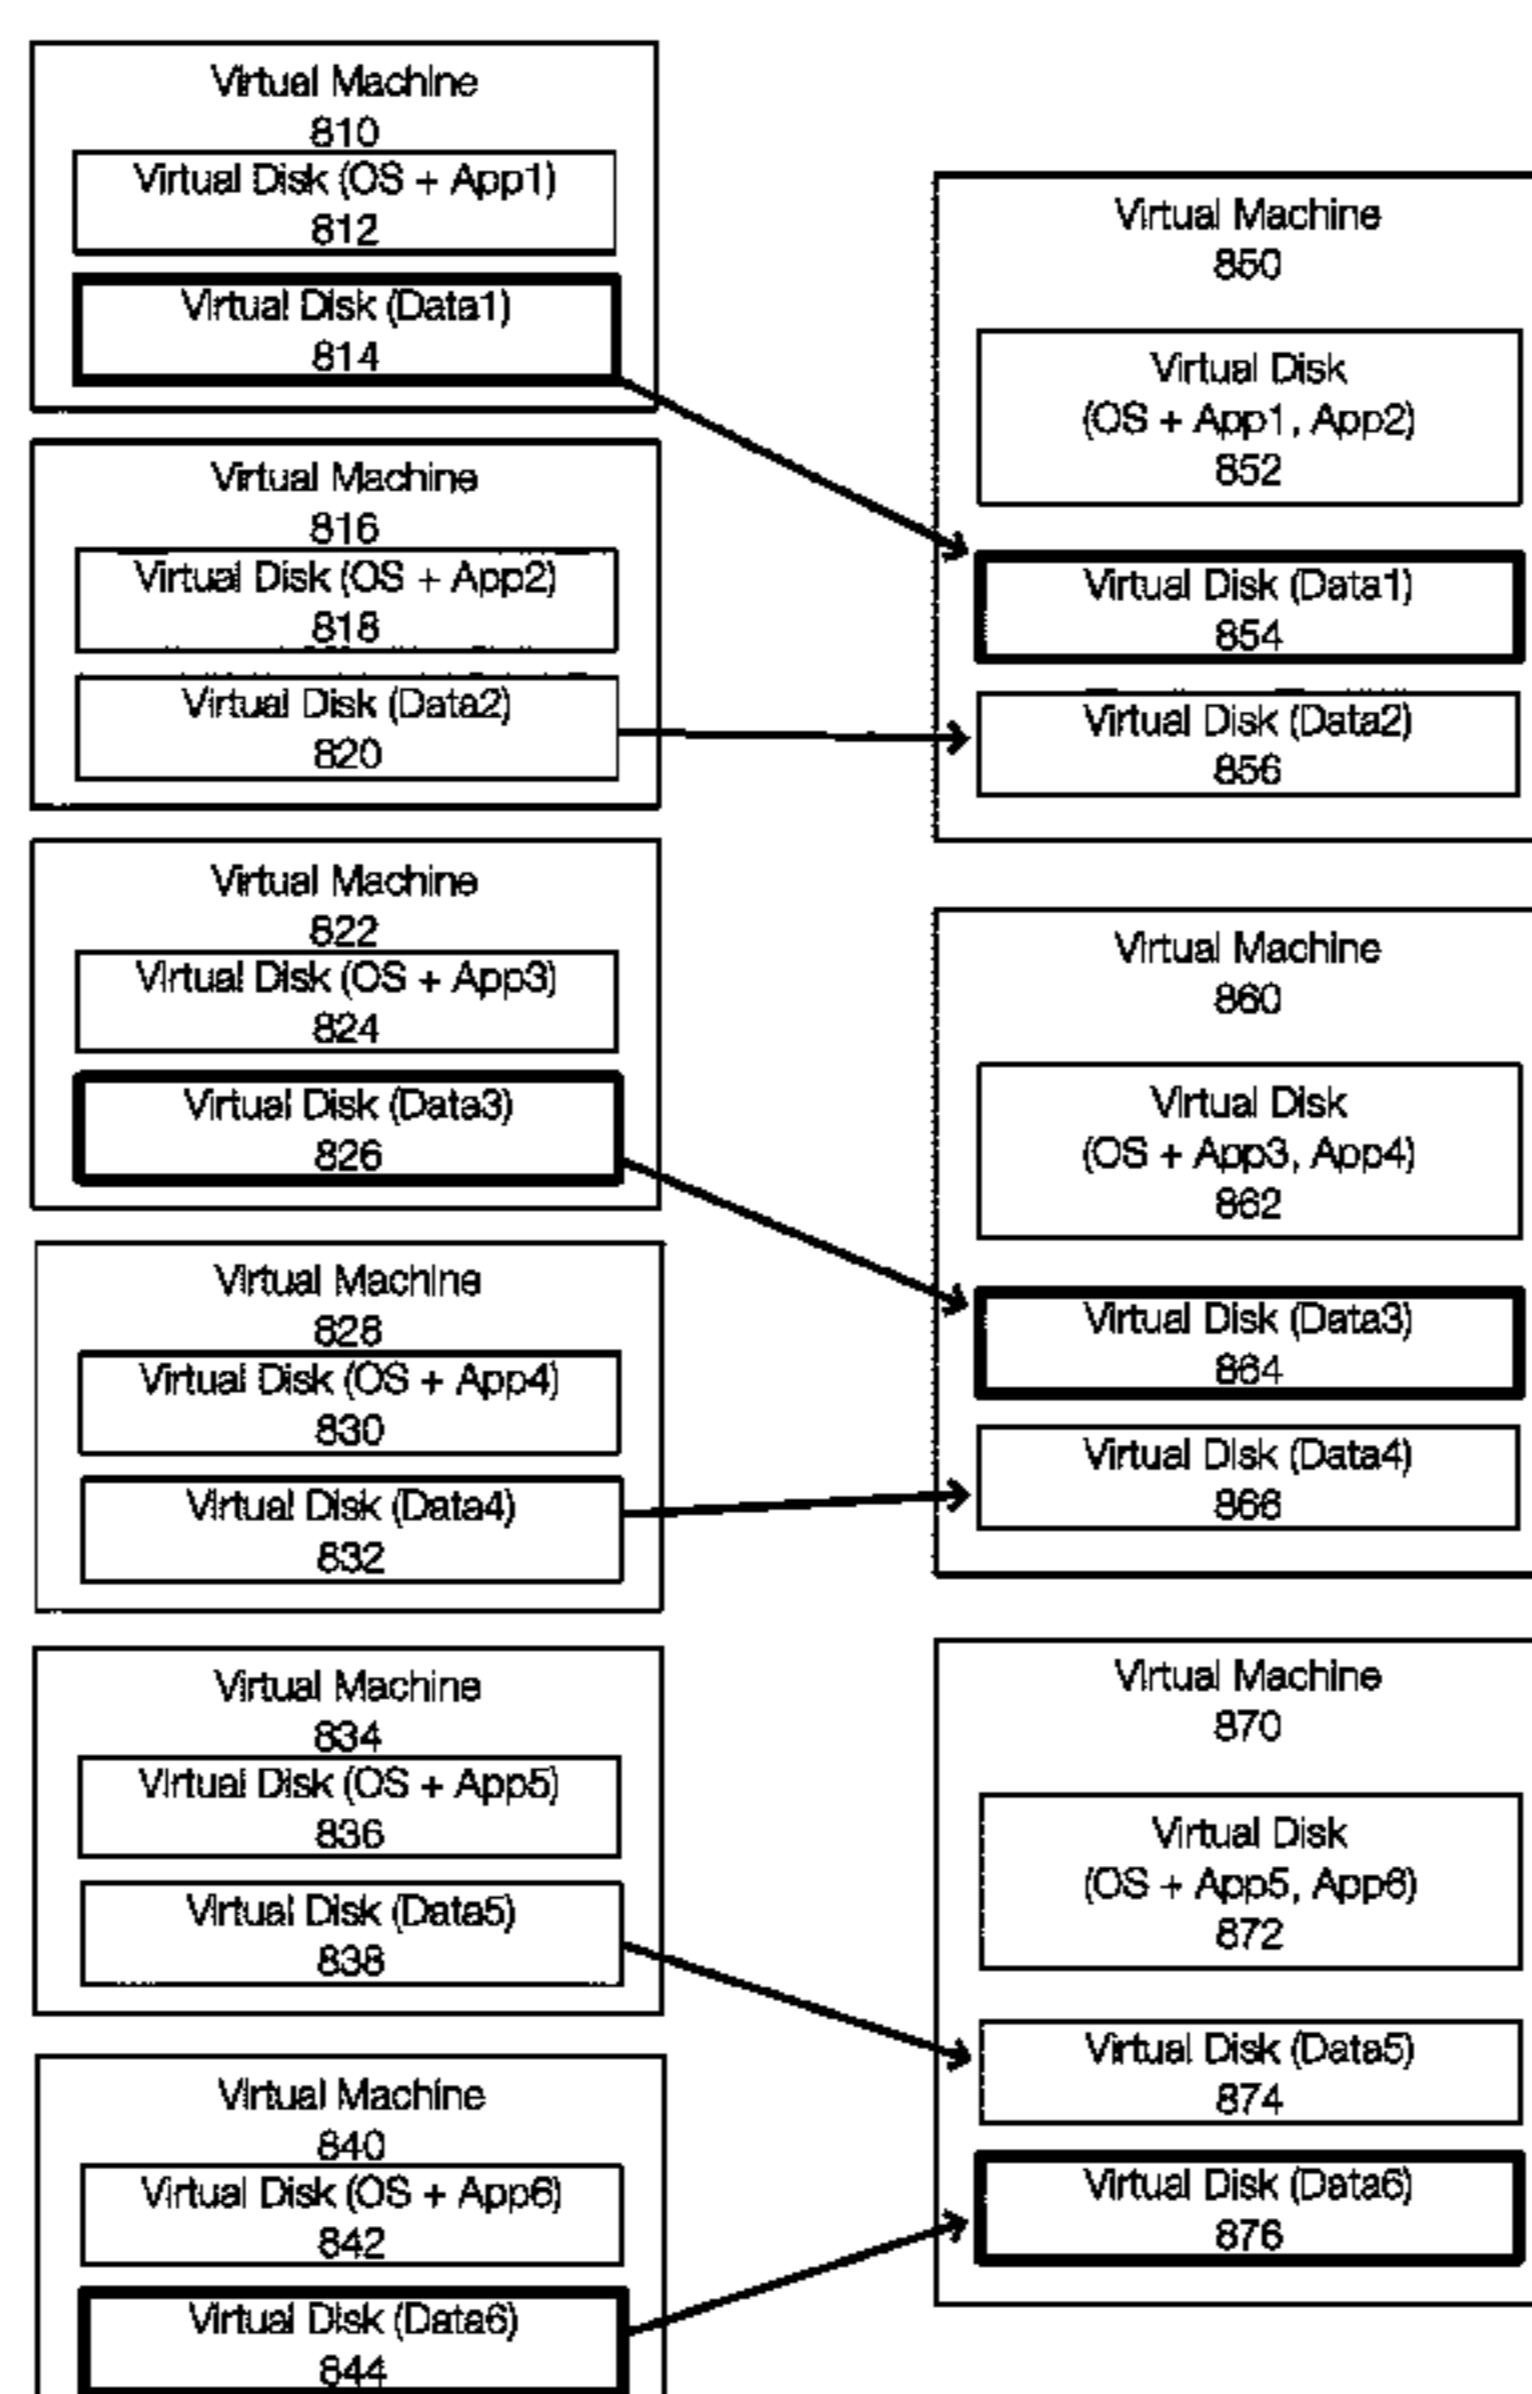 Virtual Machine
810
Virtual Disk (OS + App1)
812
Virtual Disk (Data1)
814
Virtual Machine
816
Virtual Disk (OS + App2)
818
Virtual Disk (Data2)
820
Virtual Machine
822
Virtual Disk (OS + App3)
824
Virtual Disk (Data3)
826
Virtual Machine
828
Virtual Disk (OS + App4)
830
Virtual Disk (Data4)
832
Virtual Machine
834
Virtual Disk (OS + App5)
836
Virtual Disk (Data5)
838
Virtual Machine
840
Virtual Disk (OS + App6)
842
Virtual Disk (Data6)
844
Virtual Machine
850
Virtual Disk
(OS + App1, App2)
852
Virtual Disk (Data1)
854
Virtual Disk (Data2)
856
Virtual Machine
860
Virtual Disk
(OS + App3, App4)
862
Virtual Disk (Data3)
864
Virtual Disk (Data4)
866
Virtual Machine
870
Virtual Disk
(OS + App5, App6)
872
Virtual Disk (Data5)
874
Virtual Disk (Data6)
876